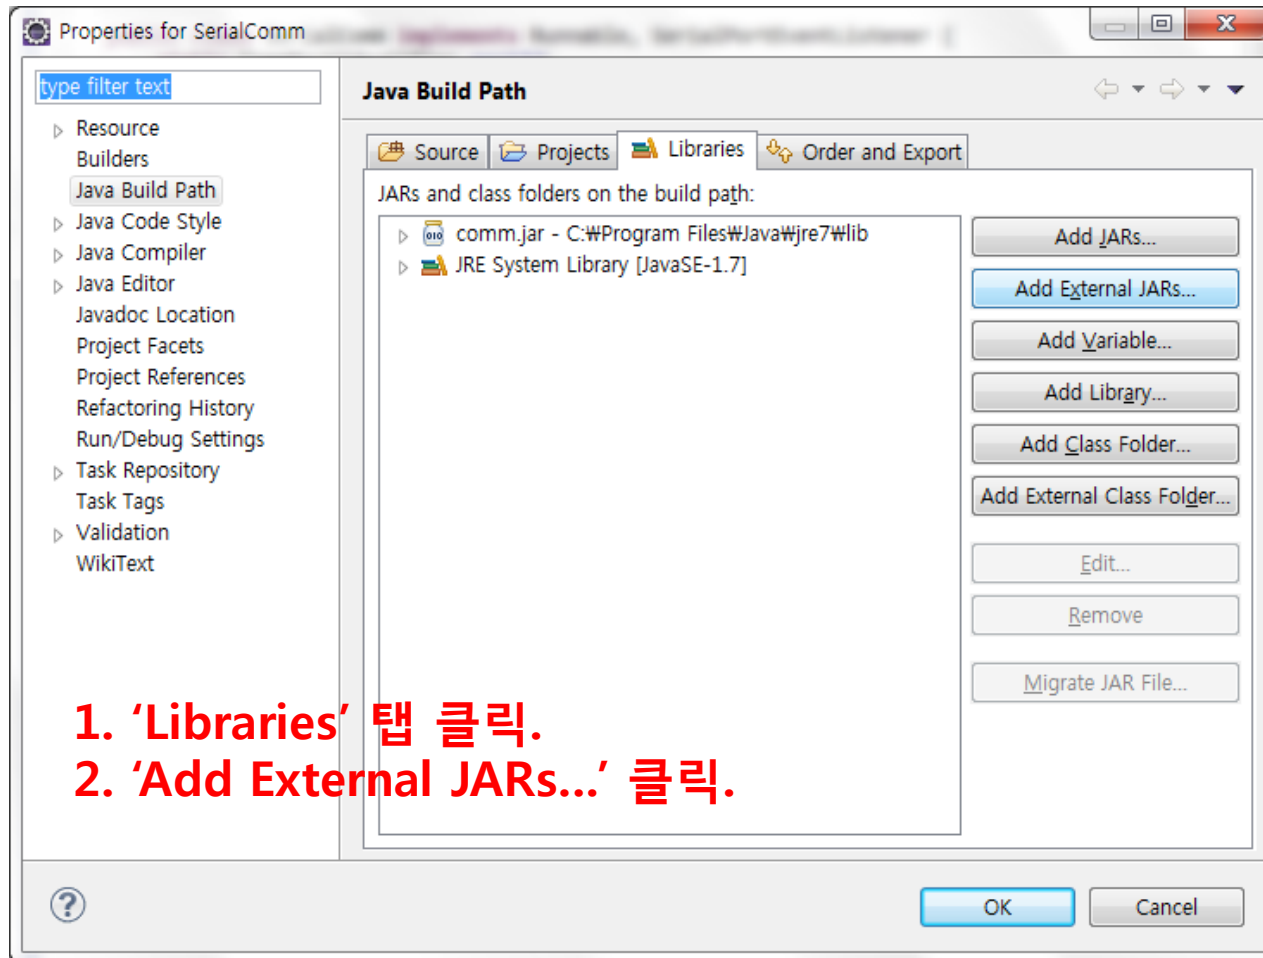 Properties for SerialComm
type filter text
Resource
Builders
Java Build Path
Java Code Style
Java Compiler
Java Editor
Javadoc Location
Project Facets
Project References
Refactoring History
Run/Debug Settings
Task Repository
Task Tags
Validation
WikiText
Java Build Path
Source
Projects
Libraries
Order and Export
JARs and class folders on the build path:
comm.jar - C:₩Program Files₩Java₩jre7₩lib
JRE System Library [JavaSE-1.7]
Add JARs...
Add External JARs...
Add Variable...
Add Library...
Add Class Folder...
Add External Class Folder...
Edit...
Remove
Migrate JAR File...
1. ‘Libraries’ 탭 클릭.
2. ‘Add External JARs...’ 클릭.
OK
Cancel